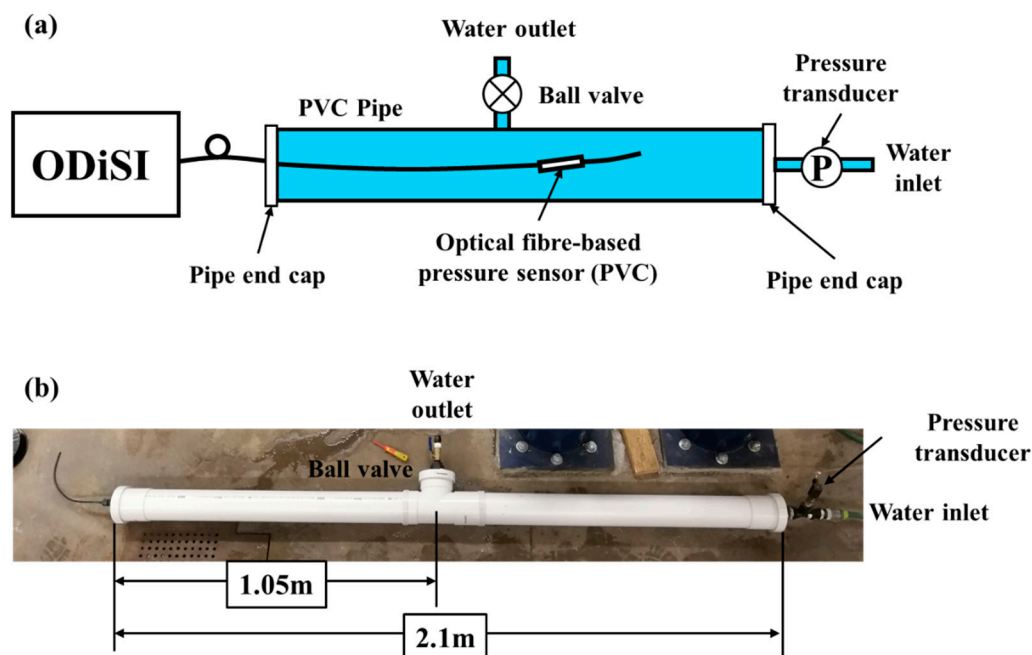 (a)
Water outlet
Pressure
transducer
PVC Pipe
Ball valve
ODiSI
P
Water
inlet
Optical fibre-based
pressure sensor (PVC)
Pipe end cap
Pipe end cap
(b)
Water
outlet
Pressure
transducer
Ball valve
Water inlet
1.05m
2.1m